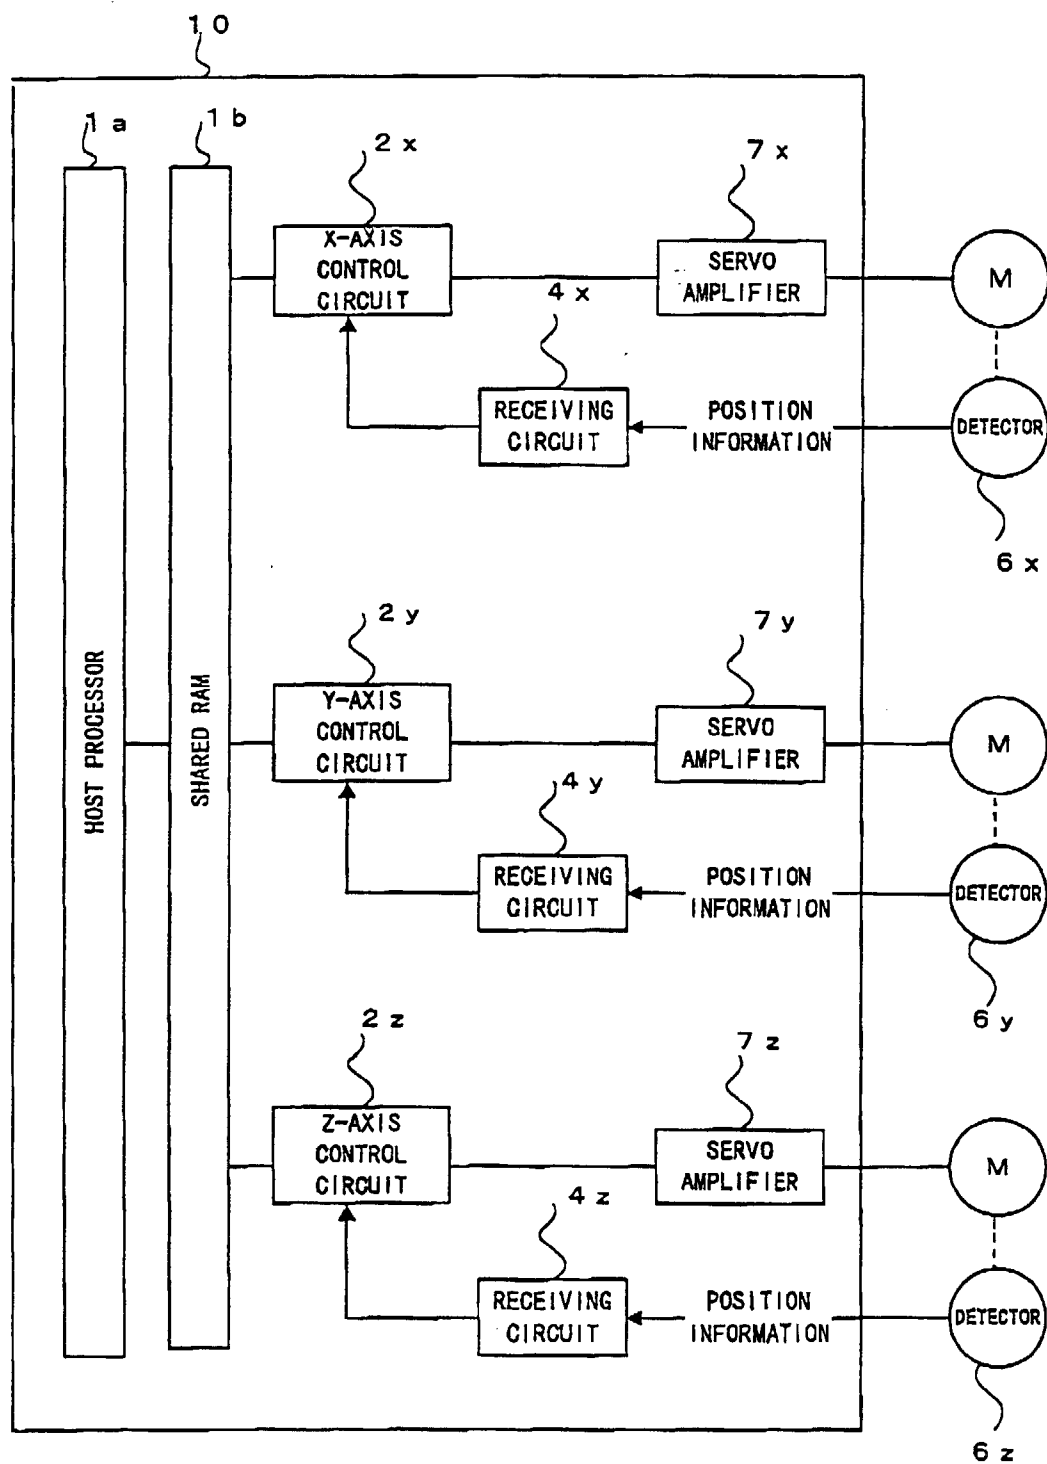 10
1a
1b
2x
7x
X-AXIS
CONTROL
CIRCUIT
SERVO
AMPLIFIER
M
4x
RECEIVING
CIRCUIT
POSITION
INFORMATION
DETECTOR
6x
HOST PROCESSOR
SHARED RAM
2y
7y
Y-AXIS
CONTROL
CIRCUIT
SERVO
AMPLIFIER
M
4y
RECEIVING
CIRCUIT
POSITION
INFORMATION
DETECTOR
6y
2z
7z
Z-AXIS
CONTROL
CIRCUIT
SERVO
AMPLIFIER
M
4z
RECEIVING
CIRCUIT
POSITION
INFORMATION
DETECTOR
6z